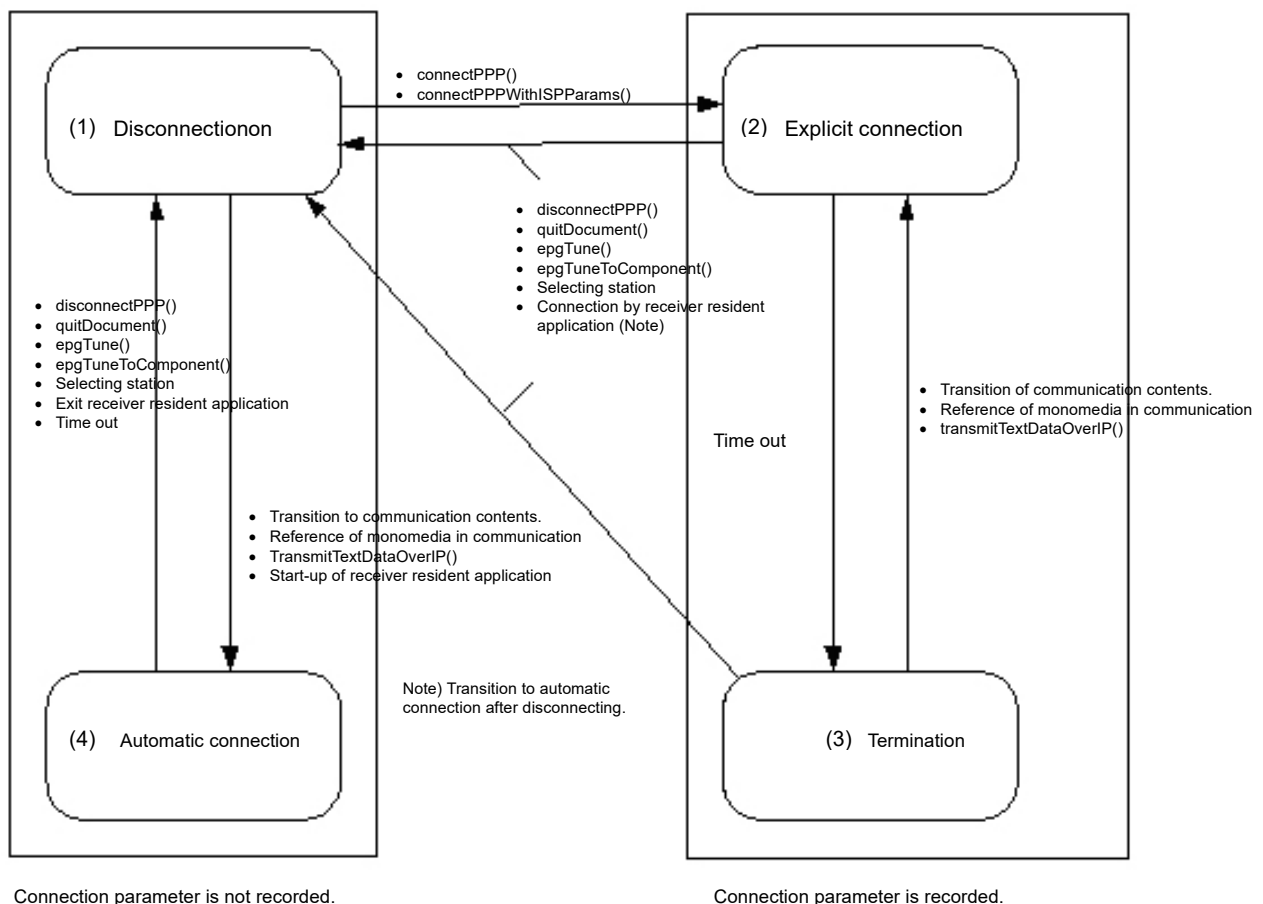 • connectPPP()
• connectPPPWithISPParams()
(1) Disconnectionon
(2) Explicit connection
• disconnectPPP()
• quitDocument()
• epgTune()
• epgTuneToComponent()
• Selecting station
• Connection by receiver resident
application (Note)
• disconnectPPP()
• quitDocument()
• epgTune()
• epgTuneToComponent()
• Selecting station
• Exit receiver resident application
• Time out
• Transition of communication contents.
• Reference of monomedia in communication
• transmitTextDataOverIP()
Time out
• Transition to communication contents.
• Reference of monomedia in communication
• TransmitTextDataOverIP()
• Start-up of receiver resident application
Note) Transition to automatic
connection after disconnecting.
(4) Automatic connection
(3) Termination
Connection parameter is not recorded.
Connection parameter is recorded.